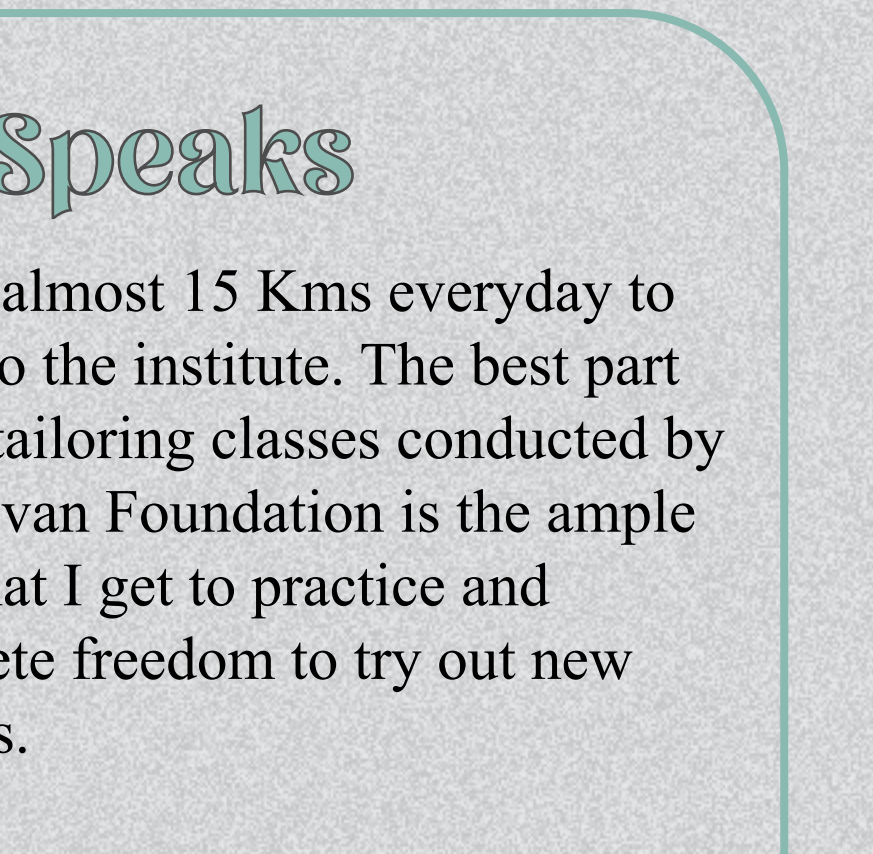 Speaks
almost 15 Kms everyday to
o the institute. The best part
tailoring classes conducted by
van Foundation is the ample
at I get to practice and
ete freedom to try out new
s.